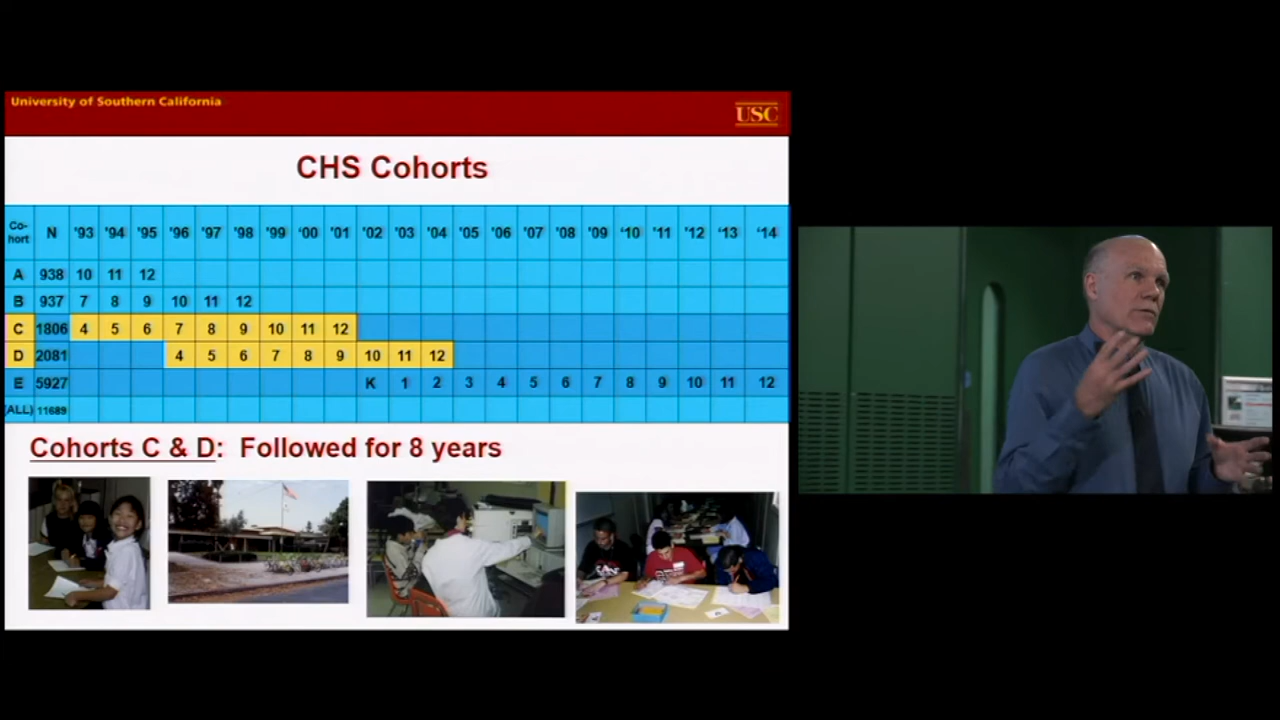 University of Southern California
USC
CHS Cohorts
Co-
hort N '93 '94 '95 '96 '97 '98 '99 '00 '01 '02 '03 '04 '05 '06 '07 '08 '09 '10 '11 '12 '13 '14
A 938 10 11 12
B 937 7 8 9 10 11 12
C 1806 4 5 6 7 8 9 10 11 12
D 2081 4 5 6 7 8 9 10 11 12
E 5927 K 1 2 3 4 5 6 7 8 9 10 11 12
(ALL) 11689
Cohorts C & D: Followed for 8 years